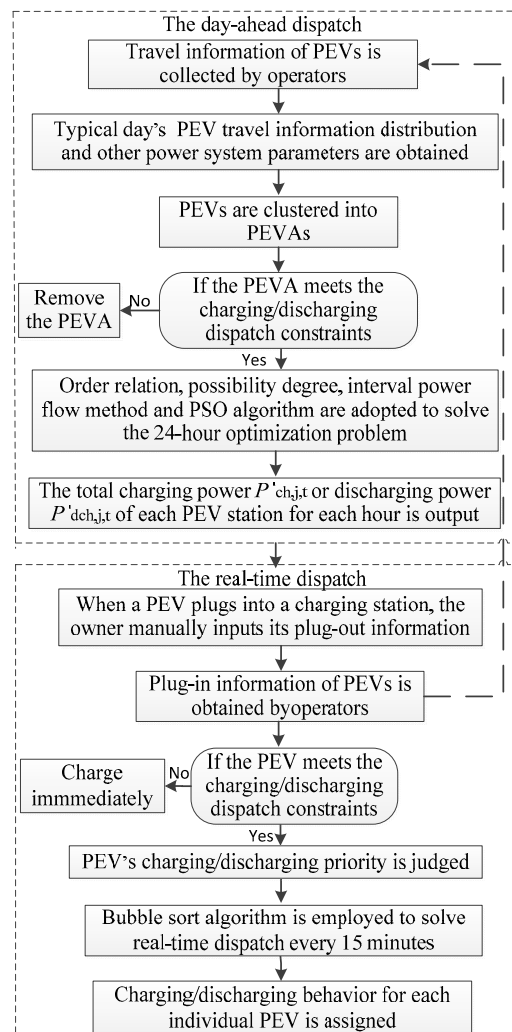 The day-ahead dispatch
Travel information of PEVs is
collected by operators
Typical day's PEV travel information distribution
and other power system parameters are obtained
PEVs are clustered into
PEVAs
If the PEVA meets the
charging/discharging
dispatch constraints
No
Remove
the PEVA
Yes
Order relation, possibility degree, interval power
flow method and PSO algorithm are adopted to solve
the 24-hour optimization problem
The total charging power P'ch,j,t or discharging power
P'dch,j,t of each PEV station for each hour is output
The real-time dispatch
When a PEV plugs into a charging station, the
owner manually inputs its plug-out information
Plug-in information of PEVs is
obtained byoperators
If the PEV meets the
charging/discharging
dispatch constraints
No
Charge
immmediately
Yes
PEV's charging/discharging priority is judged
Bubble sort algorithm is employed to solve
real-time dispatch every 15 minutes
Charging/discharging behavior for each
individual PEV is assigned